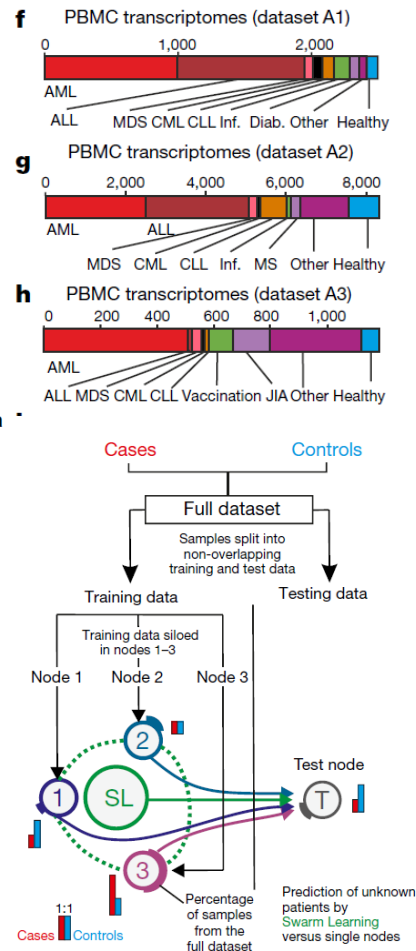 f
PBMC transcriptomes (dataset A1)
0 1,000 2,000
AML
ALL MDS CML CLL Inf. Diab. Other Healthy
g
PBMC transcriptomes (dataset A2)
0 2,000 4,000 6,000 8,000
AML ALL
MDS CML CLL Inf. MS Other Healthy
h
PBMC transcriptomes (dataset A3)
0 200 400 600 800 1,000
AML
ALL MDS CML CLL Vaccination JIA Other Healthy
Cases Controls
Full dataset
Samples split into
non-overlapping
training and test data
Training data Testing data
Training data siloed
in nodes 1–3
Node 1 Node 2 Node 3
2
Test node
1 SL T
3
1:1
Cases Controls
Percentage
of samples
from the
full dataset
Prediction of unknown
patients by
Swarm Learning
versus single nodes